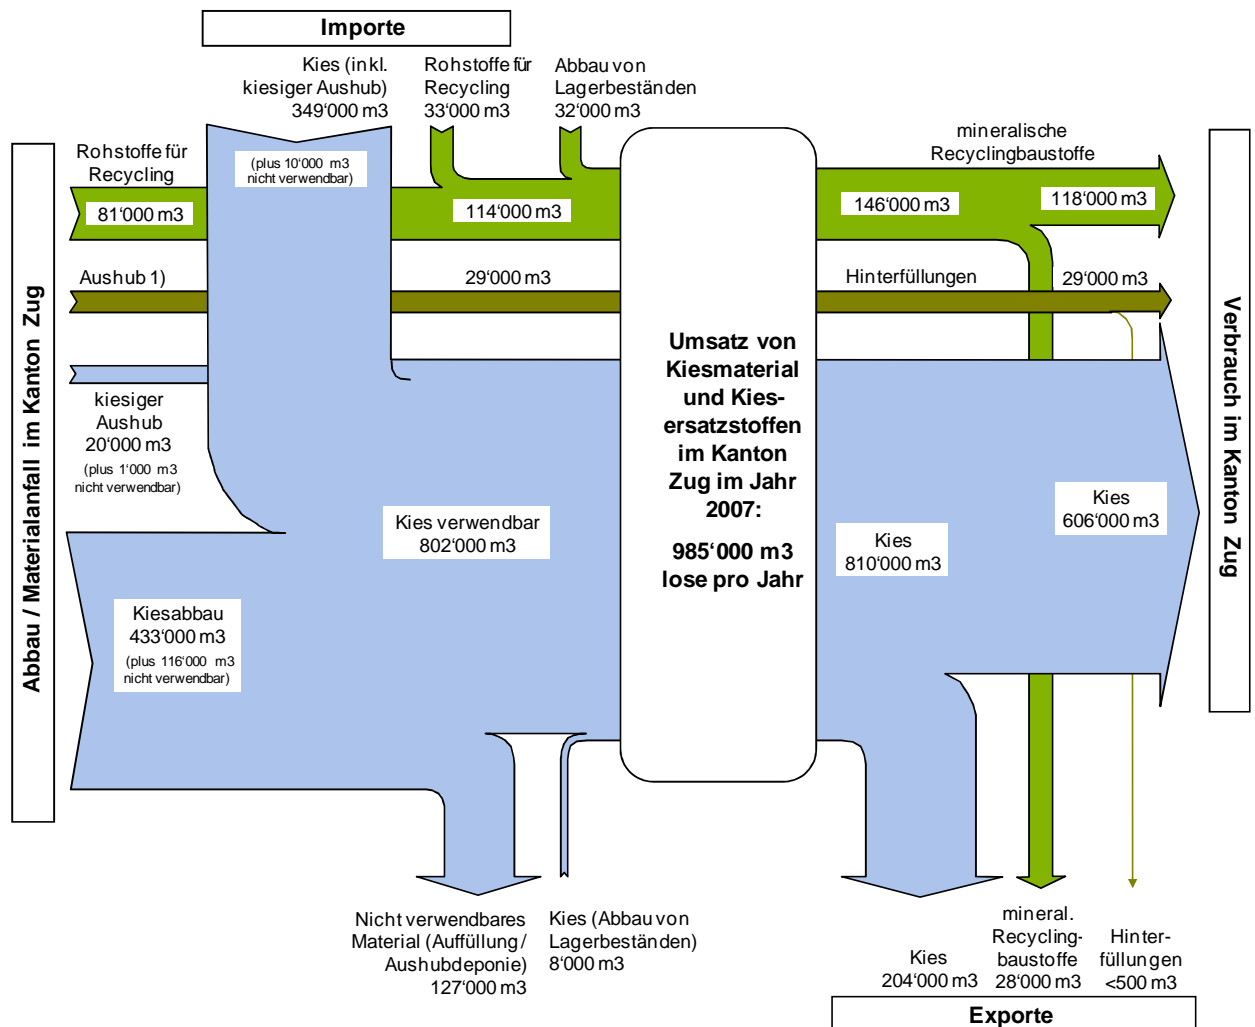 Importe
Kies (inkl.
kiesiger Aushub)
349‘000 m3
Rohstoffe für
Recycling
33‘000 m3
Abbau von
Lagerbeständen
32‘000 m3
(plus 10‘000 m3
nicht verwendbar)
Abbau / Materialanfall im Kanton Zug
Rohstoffe für
Recycling
81‘000 m3
114‘000 m3
mineralische
Recyclingbaustoffe
146‘000 m3
118‘000 m3
Aushub 1)
29‘000 m3
Hinterfüllungen
29‘000 m3
kiesiger
Aushub
20‘000 m3
(plus 1‘000 m3
nicht verwendbar)
Kies verwendbar
802‘000 m3
Kiesabbau
433‘000 m3
(plus 116‘000 m3
nicht verwendbar)
Umsatz von
Kiesmaterial
und Kies-
ersatzstoffen
im Kanton
Zug im Jahr
2007:
985‘000 m3
lose pro Jahr
Kies
810‘000 m3
Kies
606‘000 m3
Verbrauch im Kanton Zug
Nicht verwendbares
Material (Auffüllung /
Aushubdeponie)
127‘000 m3
Kies (Abbau von
Lagerbeständen)
8‘000 m3
Kies
204‘000 m3
mineral.
Recycling-
baustoffe
28‘000 m3
Hinter-
füllungen
<500 m3
Exporte